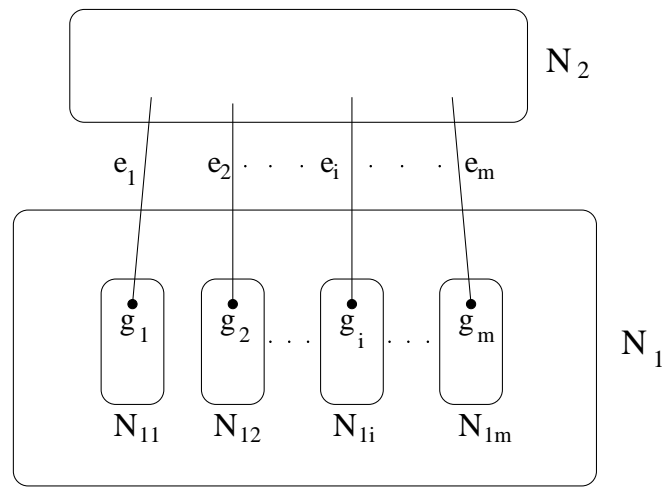 N2
e1 e2 . . . ei . . . em
g1 g2 . . . gi . . . gm
N1
N11 N12 N1i N1m